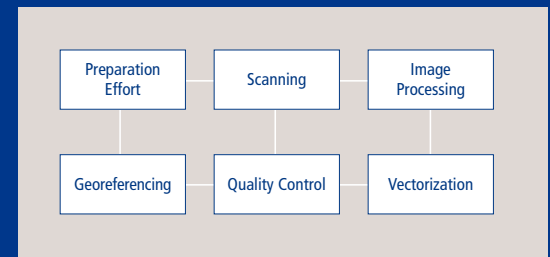 Preparation
Effort
Scanning
Image
Processing
Georeferencing
Quality Control
Vectorization